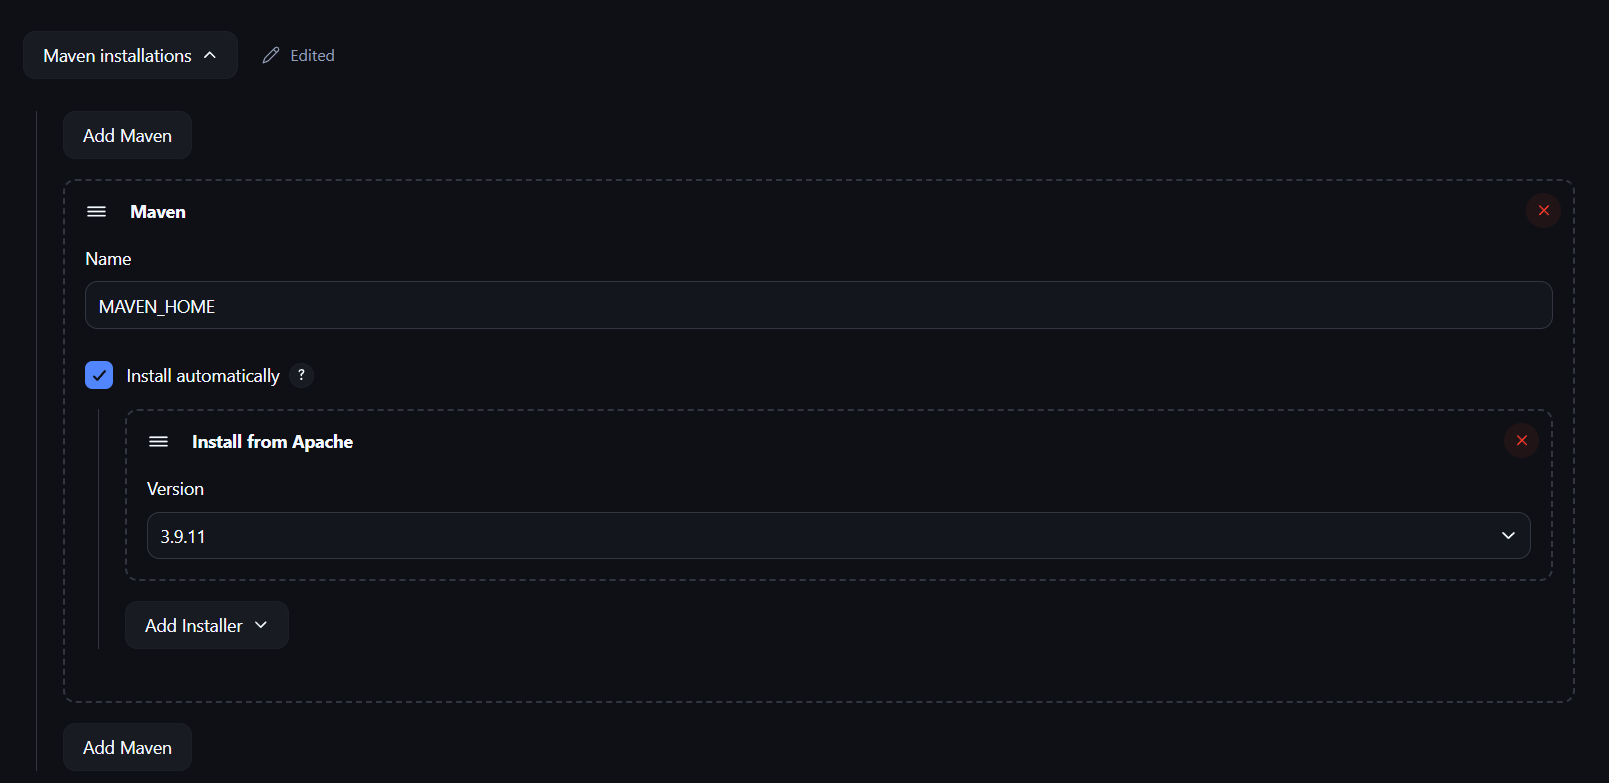 Maven installations
Edited
Add Maven
Maven
Name
MAVEN_HOME
Install automatically ?
Install from Apache
Version
3.9.11
Add Installer
Add Maven